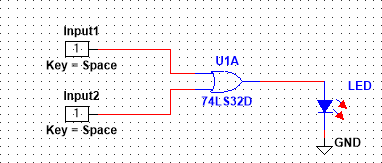 Input1
1
Key = Space
U1A
74LS32D
LED
Input2
1
Key = Space
GND